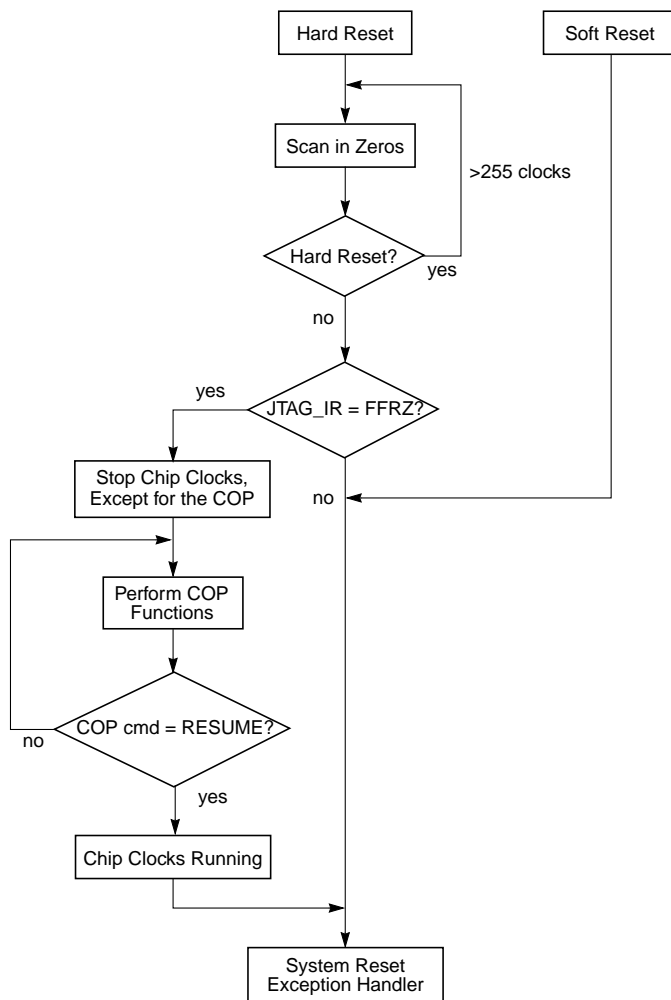 Hard Reset
Soft Reset
Scan in Zeros
>255 clocks
Hard Reset?
yes
no
yes
JTAG_IR = FFRZ?
Stop Chip Clocks,
Except for the COP
no
Perform COP
Functions
COP cmd = RESUME?
no
yes
Chip Clocks Running
System Reset
Exception Handler